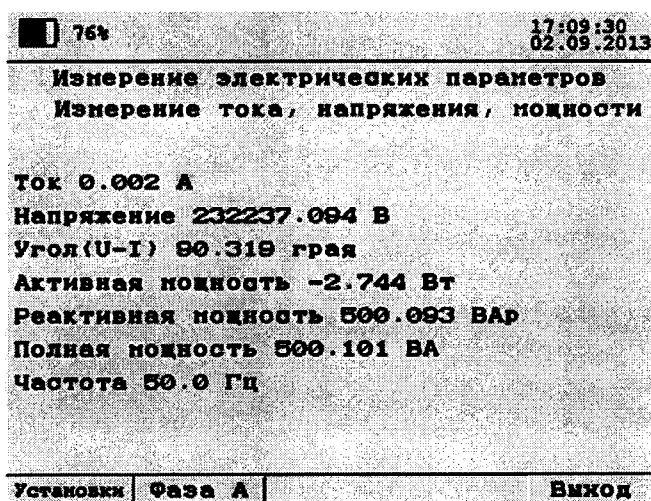 76%
17:09:30
02.09.2013
Измерение электрических параметров
Измерение тока, напряжения, мощности
Ток 0.002 А
Напряжение 232237.094 В
Угол(U-I) 90.319 град
Активная мощность -2.744 Вт
Реактивная мощность 500.093 ВАр
Полная мощность 500.101 ВА
Частота 50.0 Гц
Установки Фаза А Выход